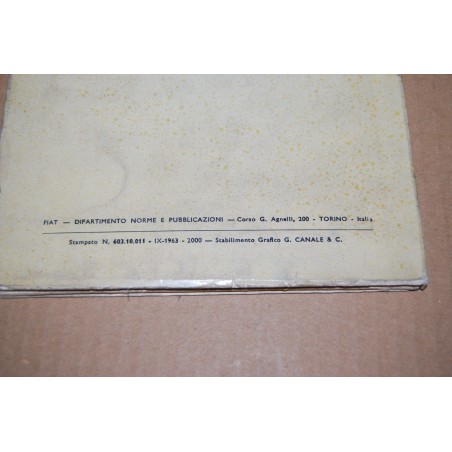 FIAT — DIPARTIMENTO NORME E PUBBLICAZIONI — Corso G. Agnelli, 200 - TORINO - Italia
Stampato N. 603.10.011 - IX-1963 - 2000 — Stabilimento Grafico G. CANALE & C.